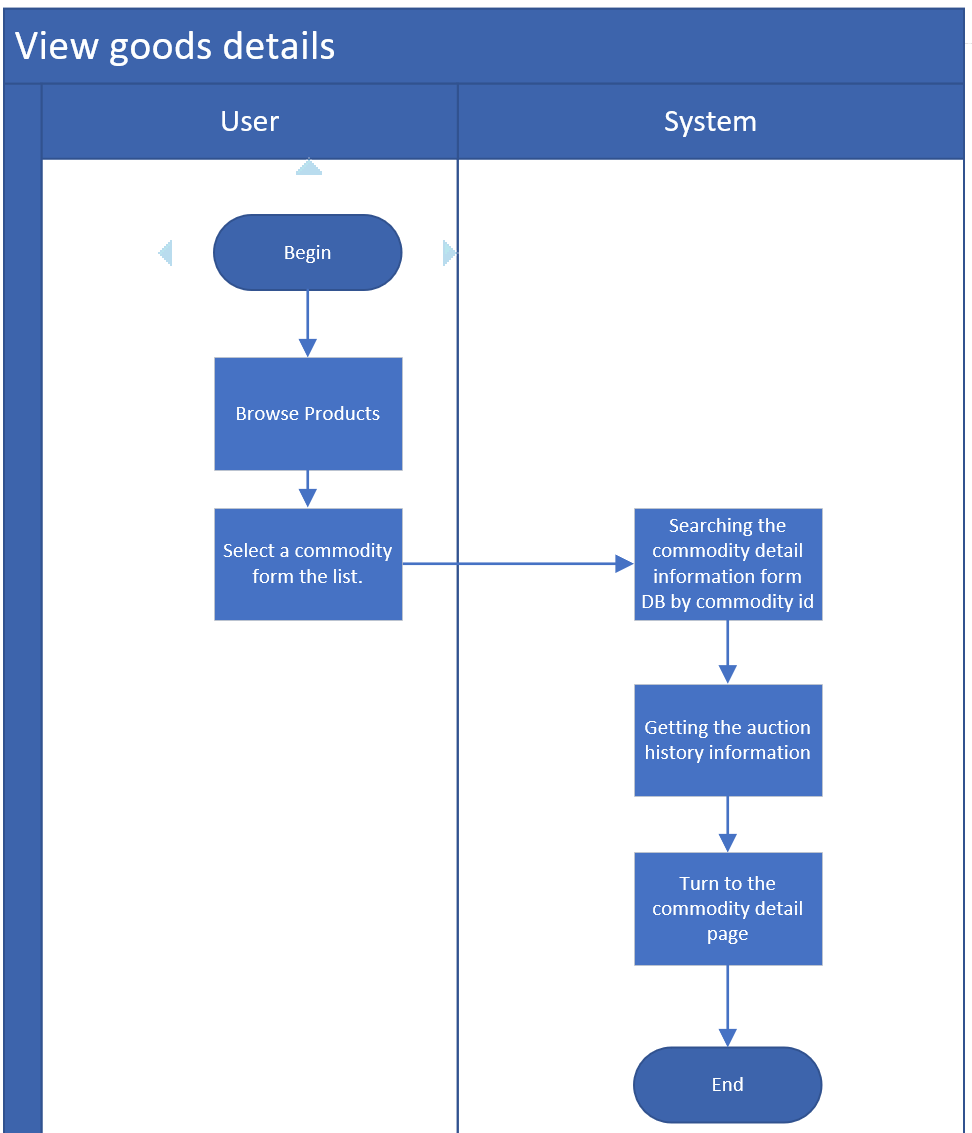 View goods details
User
System
Begin
Browse Products
Select a commodity
form the list.
Searching the
commodity detail
information form
DB by commodity id
Getting the auction
history information
Turn to the
commodity detail
page
End